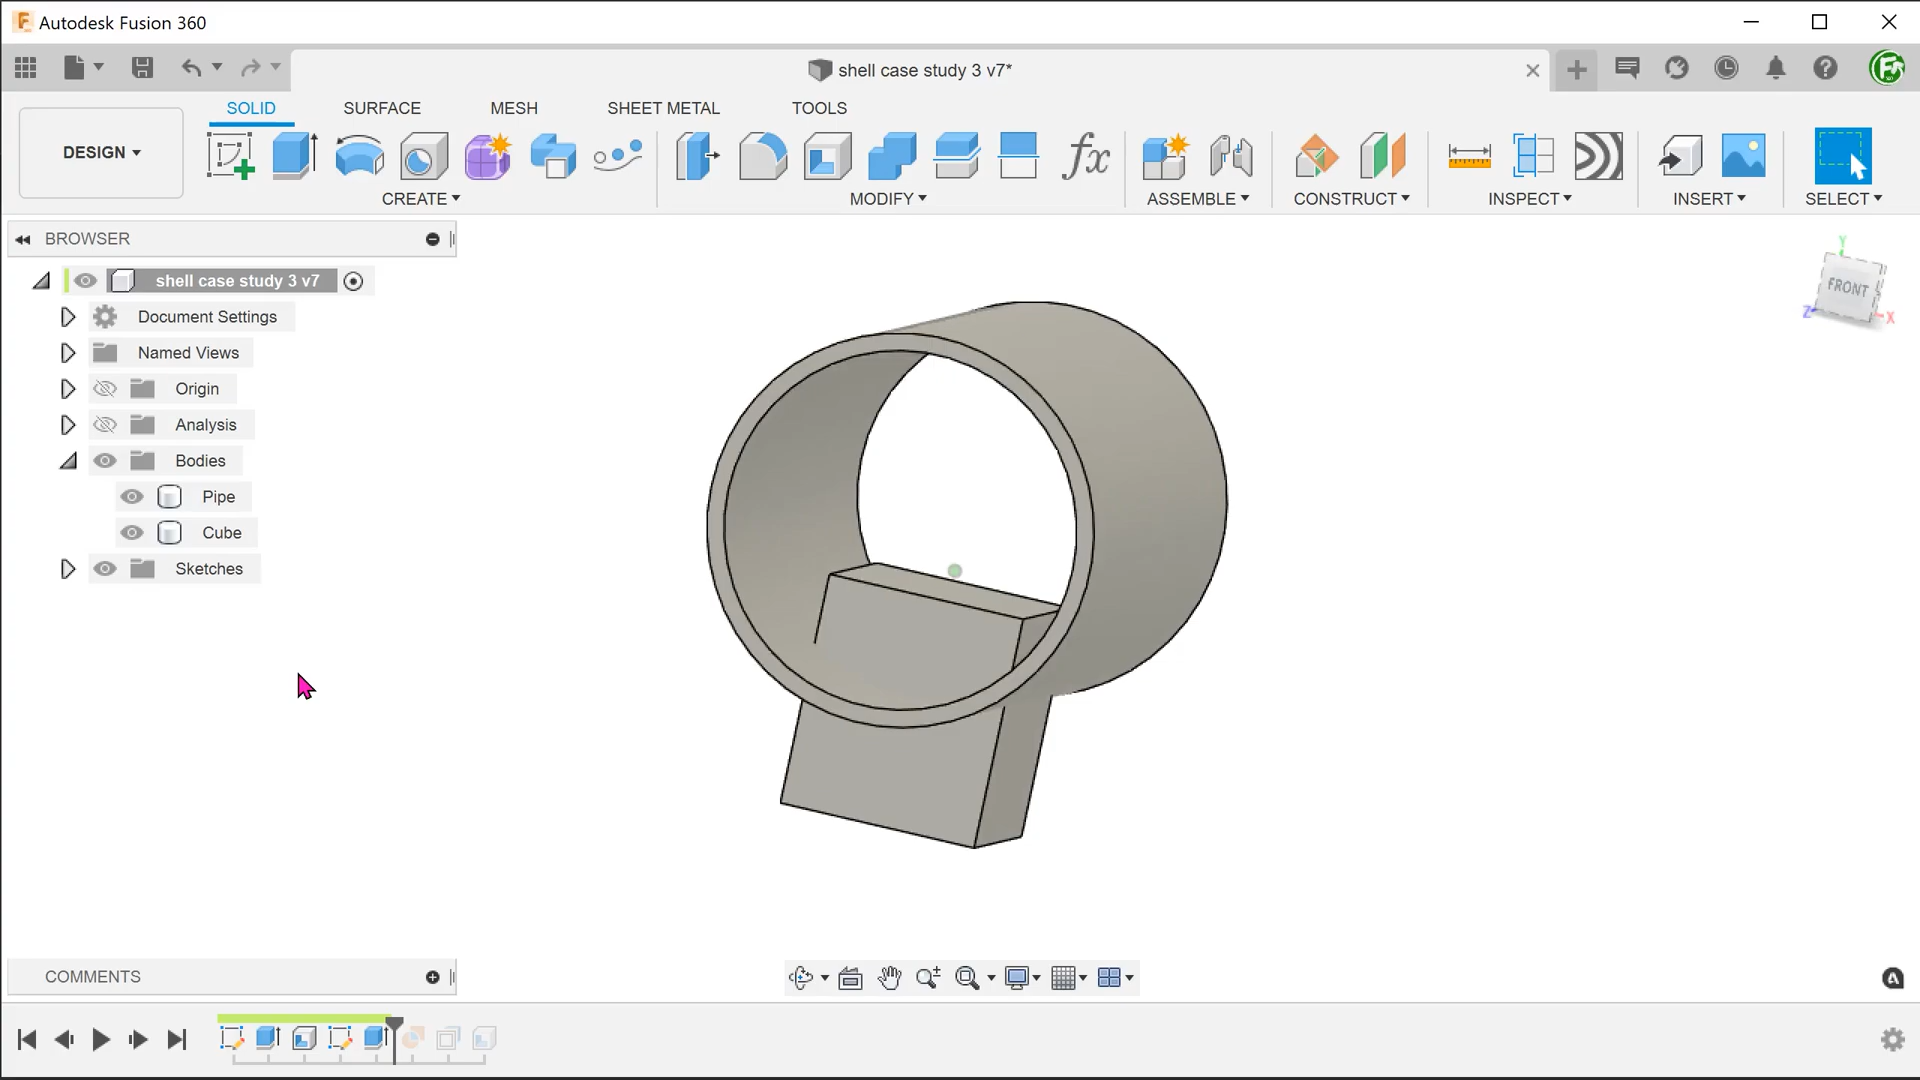 Autodesk Fusion 360
shell case study 3 v7*
SOLID SURFACE MESH SHEET METAL TOOLS
DESIGN
fx
CREATE MODIFY ASSEMBLE CONSTRUCT INSPECT INSERT SELECT
BROWSER
shell case study 3 v7
Document Settings
Named Views
Origin
Analysis
Bodies
Pipe
Cube
Sketches
Y
FRONT
Z X
COMMENTS